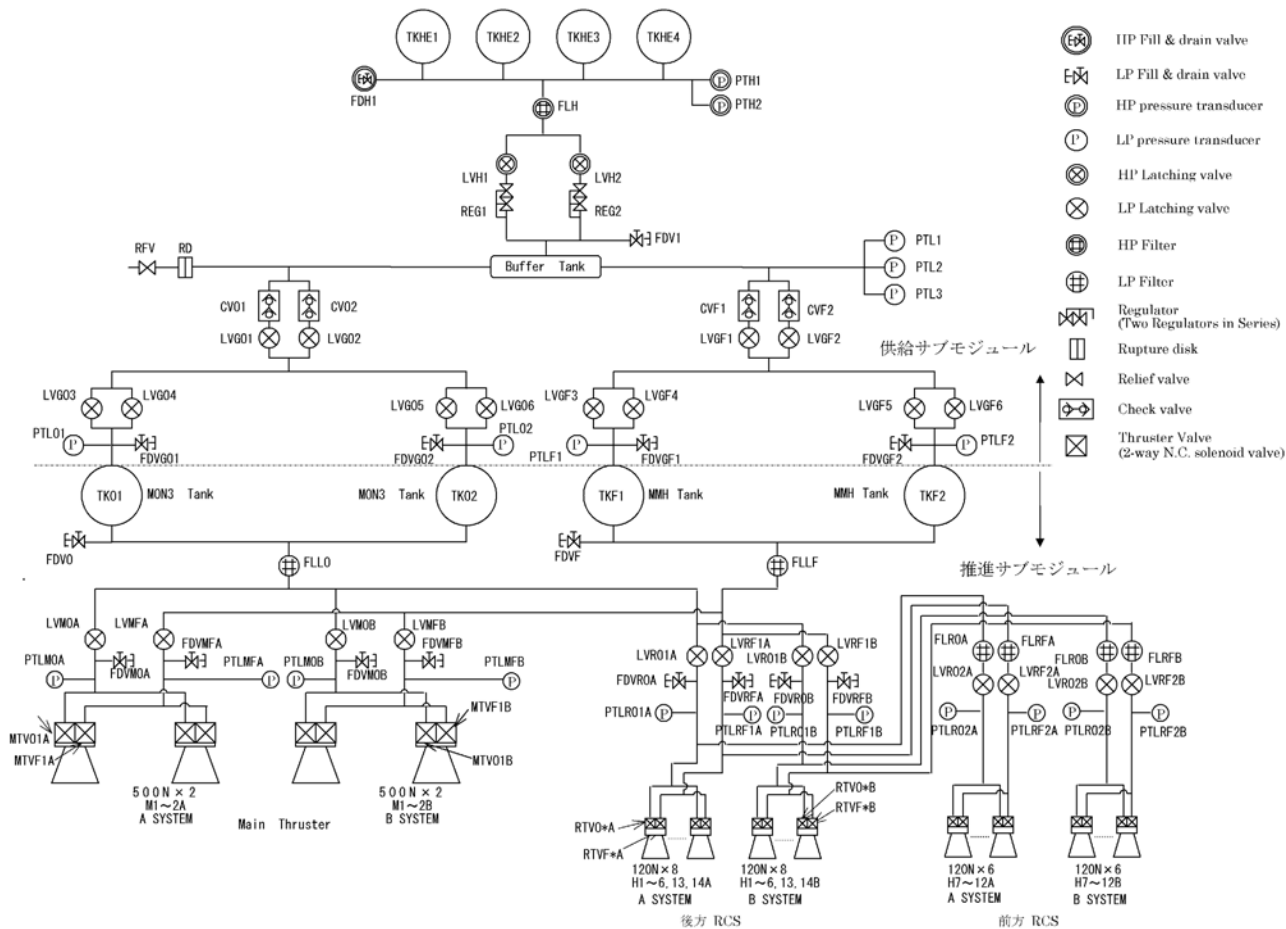 TKHE1
TKHE2
TKHE3
TKHE4
FDH1
P
PTH1
P
PTH2
FLH
LVH1
LVH2
REG1
REG2
FDV1
RFV
RD
Buffer Tank
P
PTL1
P
PTL2
P
PTL3
CVO1
CVO2
CVF1
CVF2
LVGO1
LVGO2
LVGF1
LVGF2
供給サブモジュール
LVGO3
LVGO4
LVGO5
LVGO6
LVGF3
LVGF4
LVGF5
LVGF6
PTLO1
P
FDVGO1
P
PTLO2
FDVGO2
P
PTLF1
FDVGF1
P
PTLF2
FDVGF2
TKO1
MON3 Tank
MON3 Tank
TKO2
TKF1
MMH Tank
MMH Tank
TKF2
FDVO
FDVF
FLLO
FLLF
推進サブモジュール
LVMOA
LVMFA
LVMOB
LVMFB
FDVMFA
FDVMFB
PTLMOA
P
FDVMOA
P
PTLMFA
PTLMOB
P
FDVMOB
P
PTLMFB
MTVO1A
MTVF1A
MTVF1B
MTVO1B
500N×2
M1~2A
A SYSTEM
Main Thruster
500N×2
M1~2B
B SYSTEM
LVRO1A
LVRF1A
LVRO1B
LVRF1B
FDVROA
FDVRFA
FDVROB
FDVRFB
PTLRO1A
P
P
PTLRF1A
P
PTLRO1B
P
PTLRF1B
FLROA
FLRFA
FLROB
FLRFB
LVRO2A
LVRF2A
LVRO2B
LVRF2B
P
PTLRO2A
P
PTLRF2A
P
PTLRO2B
P
PTLRF2B
RTVO*A
RTVF*A
RTVO*B
RTVF*B
120N×8
H1~6, 13, 14A
A SYSTEM
120N×8
H1~6, 13, 14B
B SYSTEM
後方 RCS
120N×6
H7~12A
A SYSTEM
120N×6
H7~12B
B SYSTEM
前方 RCS
HP Fill & drain valve
LP Fill & drain valve
P
HP pressure transducer
P
LP pressure transducer
HP Latching valve
LP Latching valve
HP Filter
LP Filter
Regulator
(Two Regulators in Series)
Rupture disk
Relief valve
Check valve
Thruster Valve
(2-way N.C. solenoid valve)